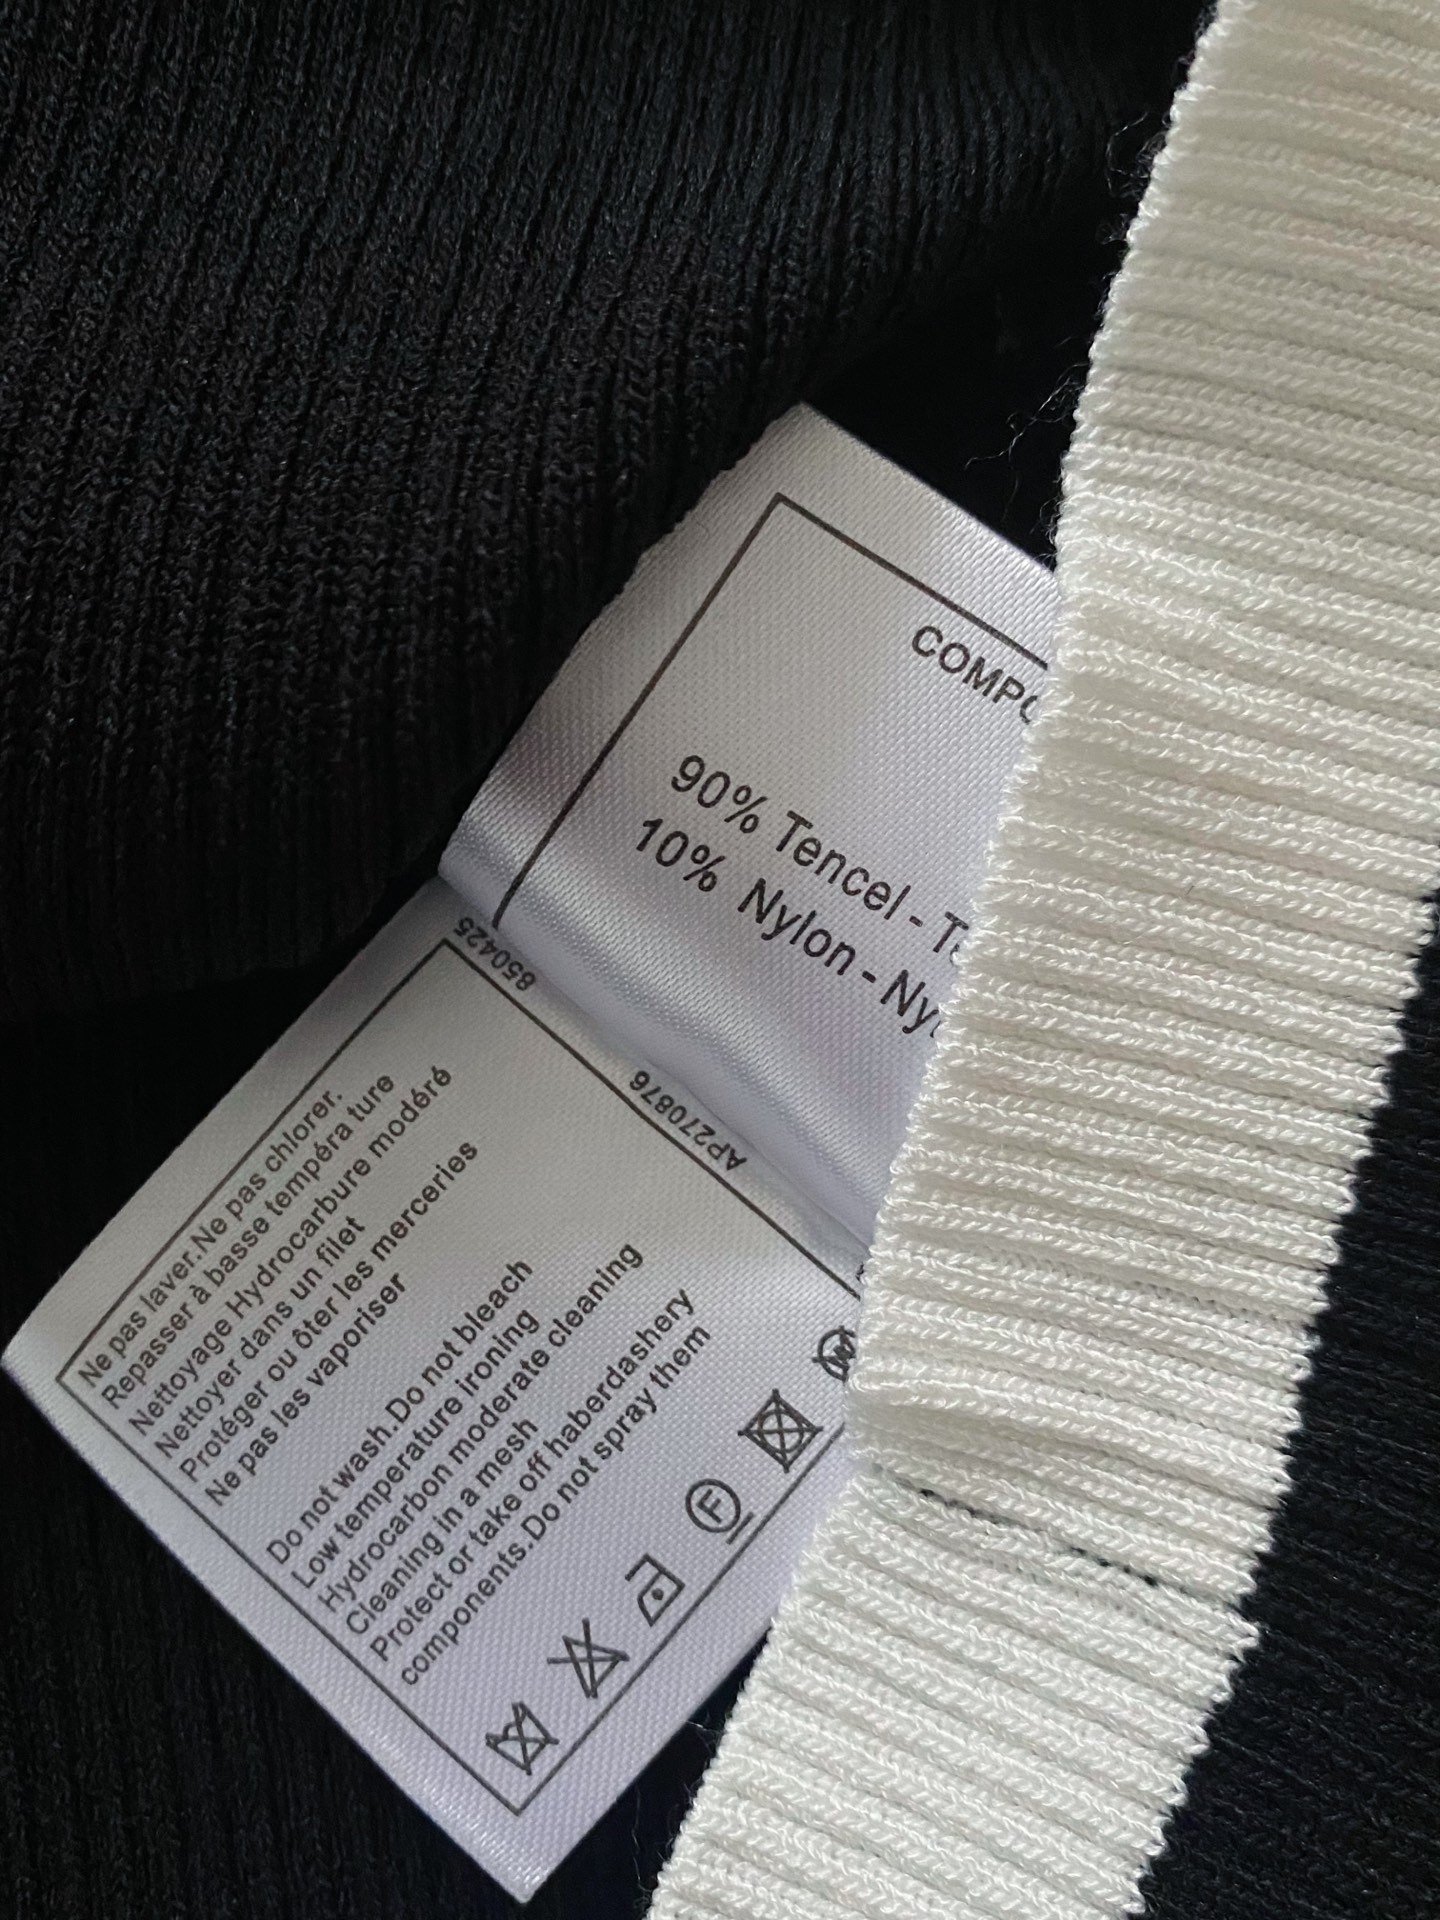 90% Tencel -
10% Nylon -
850425
AP270876
Ne pas laver.Ne pas chlorer.
Repasser à basse tempéra ture
Nettoyage Hydrocarbure modéré
Nettoyer dans un filet
Protéger ou ôter les merceries
Ne pas les vaporiser
Do not wash.Do not bleach
Low temperature ironing
Hydrocarbon moderate cleaning
Cleaning in a mesh
Protect or take off haberdashery
components.Do not spray them
F